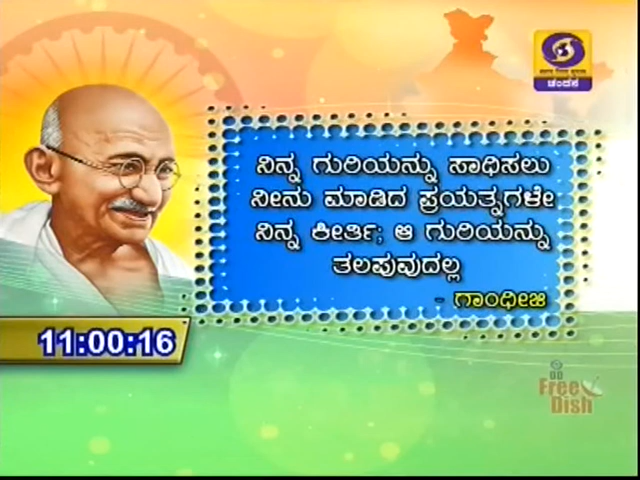 ಚಂದನ
ನಿನ್ನ ಗುರಿಯನ್ನು ಸಾಧಿಸಲು
ನೀನು ಮಾಡಿದ ಪ್ರಯತ್ನಗಳೇ
ನಿನ್ನ ಕೀರ್ತಿ; ಆ ಗುರಿಯನ್ನು
ತಲಪುವುದಲ್ಲ
- ಗಾಂಧೀಜಿ
11:00:16
DD
Free
Dish